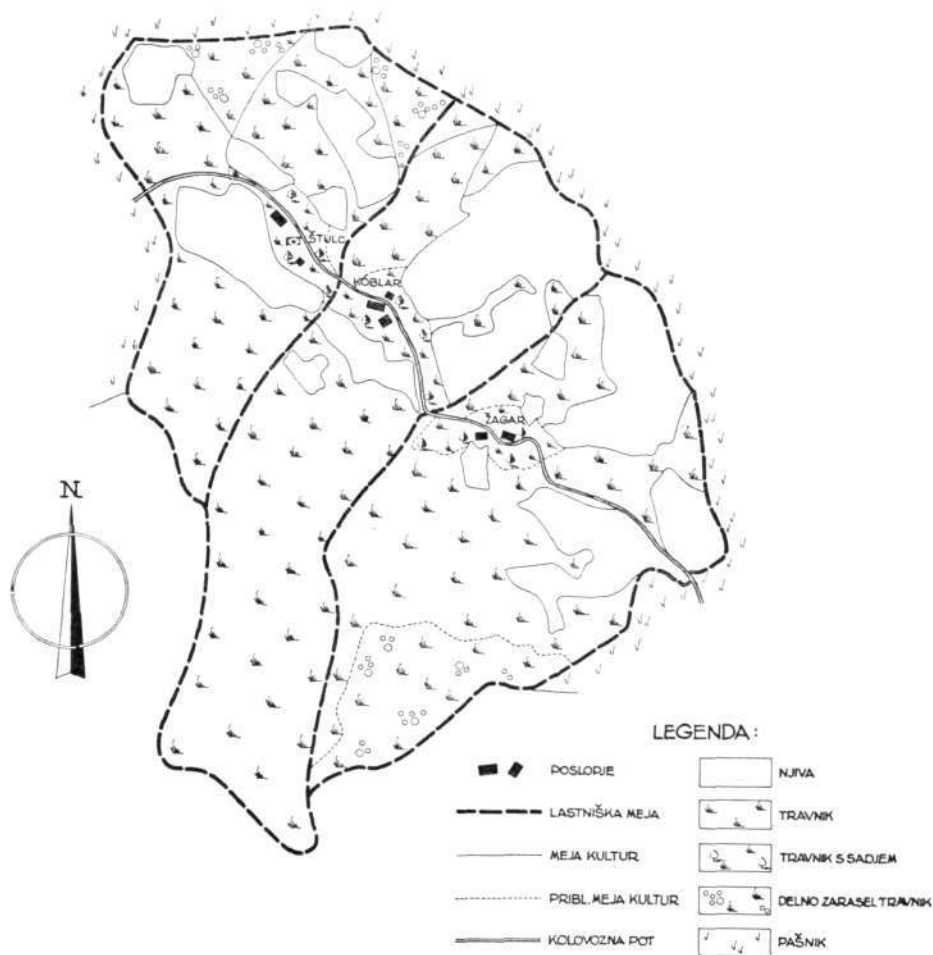 ŠTULC
KOBLAR
ŽAGAR
N
LEGENDA:
POSLOPJE
LASTNIŠKA MEJA
MEJA KULTUR
PRIBL. MEJA KULTUR
KOLOVOZNA POT
NJIVA
TRAVNIK
TRAVNIK S SADJEM
DELNO ZARASEL TRAVNIK
PAŠNIK